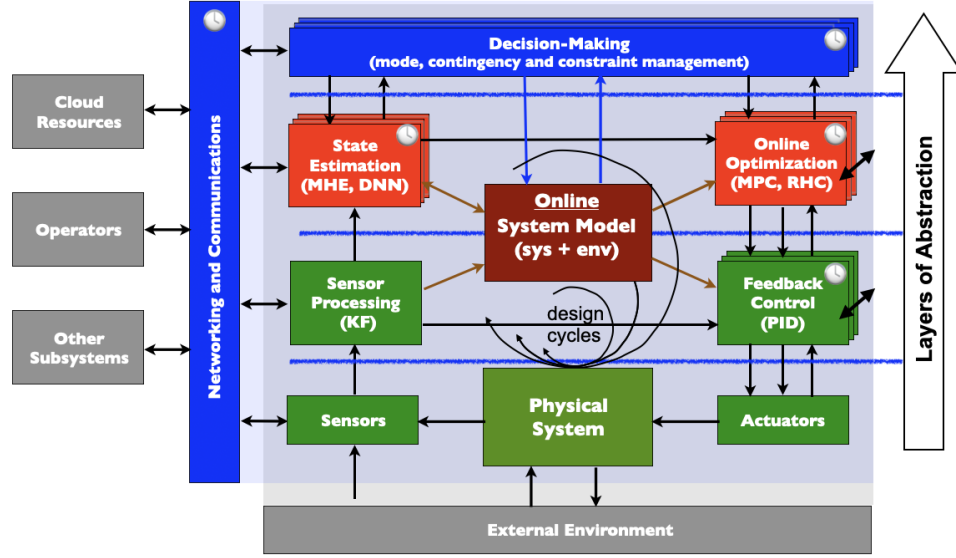 Decision-Making
(mode, contingency and constraint management)
Cloud
Resources
Operators
Other
Subsystems
Networking and Communications
State
Estimation
(MHE, DNN)
Online
Optimization
(MPC, RHC)
Online
System Model
(sys + env)
Sensor
Processing
(KF)
design
cycles
Feedback
Control
(PID)
Sensors
Physical
System
Actuators
External Environment
Layers of Abstraction